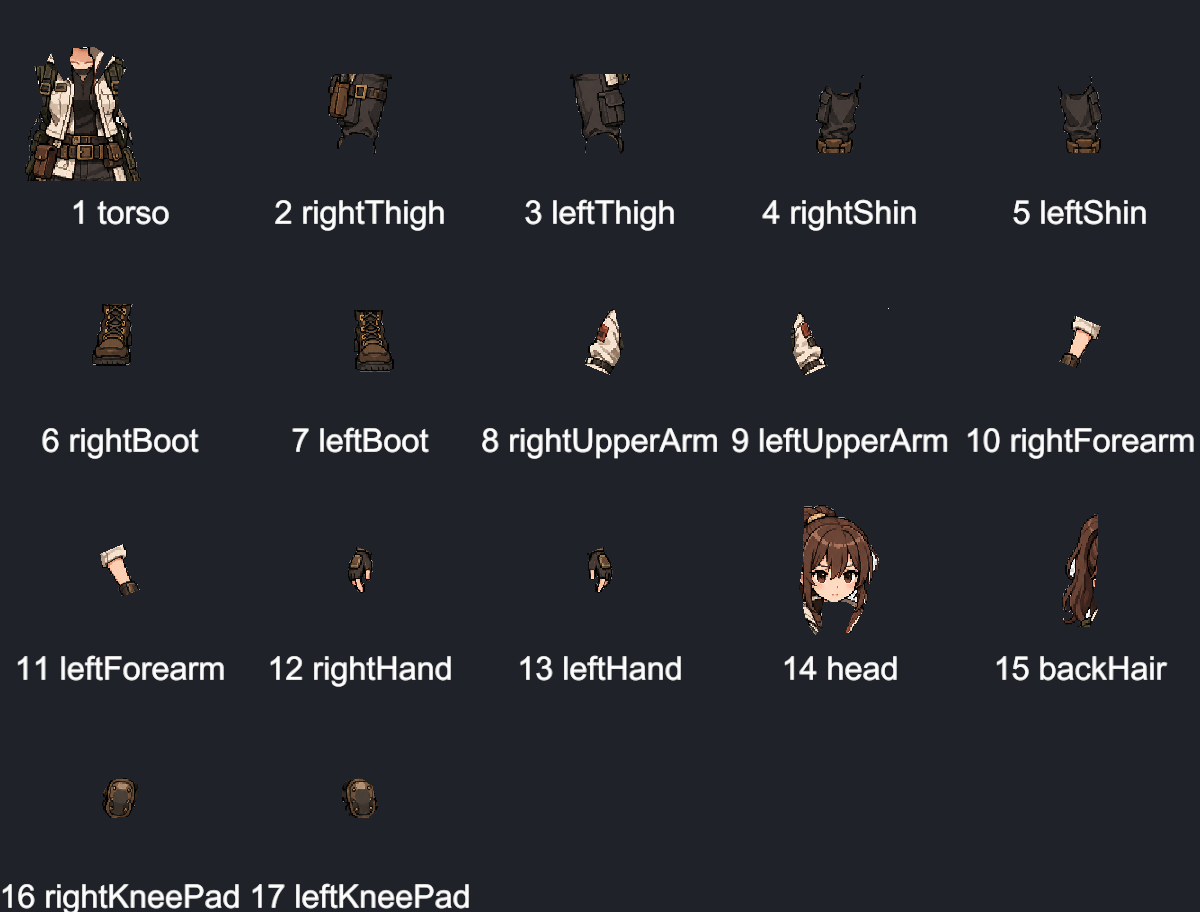 1 torso
2 rightThigh
3 leftThigh
4 rightShin
5 leftShin
6 rightBoot
7 leftBoot
8 rightUpperArm
9 leftUpperArm
10 rightForearm
11 leftForearm
12 rightHand
13 leftHand
14 head
15 backHair
16 rightKneePad
17 leftKneePad